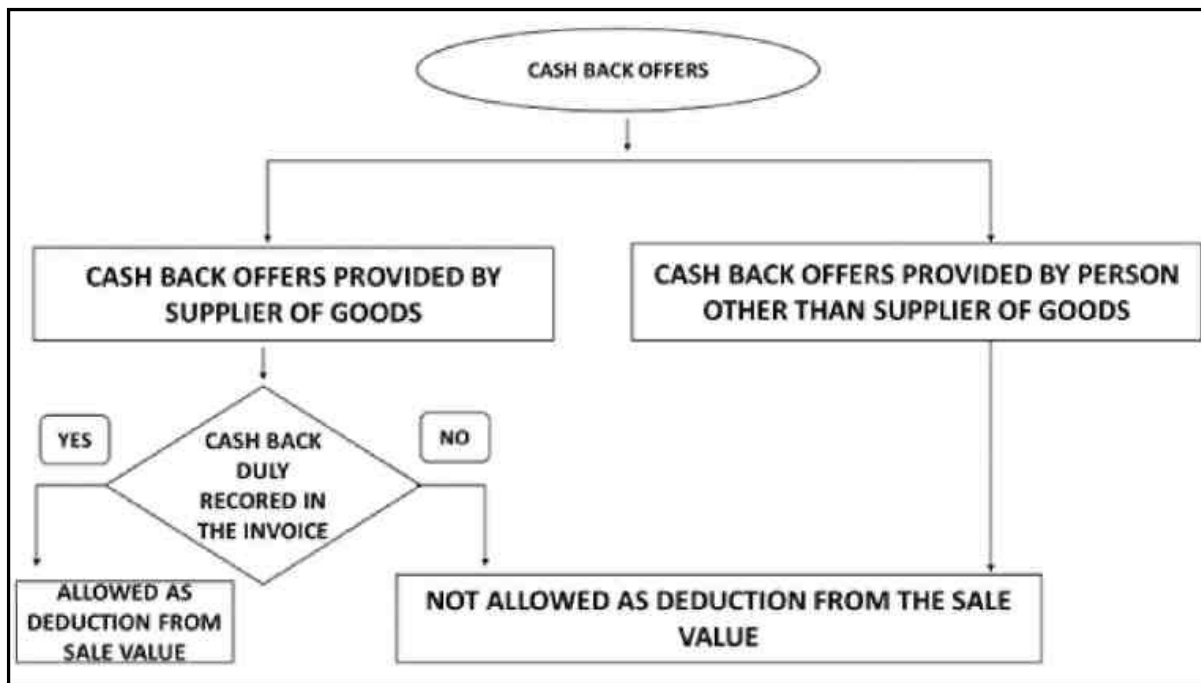 CASH BACK OFFERS
CASH BACK OFFERS PROVIDED BY
SUPPLIER OF GOODS
CASH BACK OFFERS PROVIDED BY PERSON
OTHER THAN SUPPLIER OF GOODS
YES
CASH BACK
DULY
RECORED IN
THE INVOICE
NO
ALLOWED AS
DEDUCTION FROM
SALE VALUE
NOT ALLOWED AS DEDUCTION FROM THE SALE
VALUE